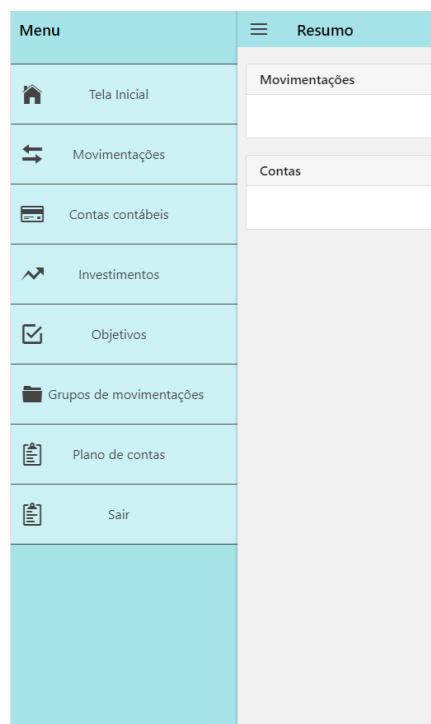 Menu
Tela Inicial
Movimentações
Contas contábeis
Investimentos
Objetivos
Grupos de movimentações
Plano de contas
Sair
Resumo
Movimentações
Contas